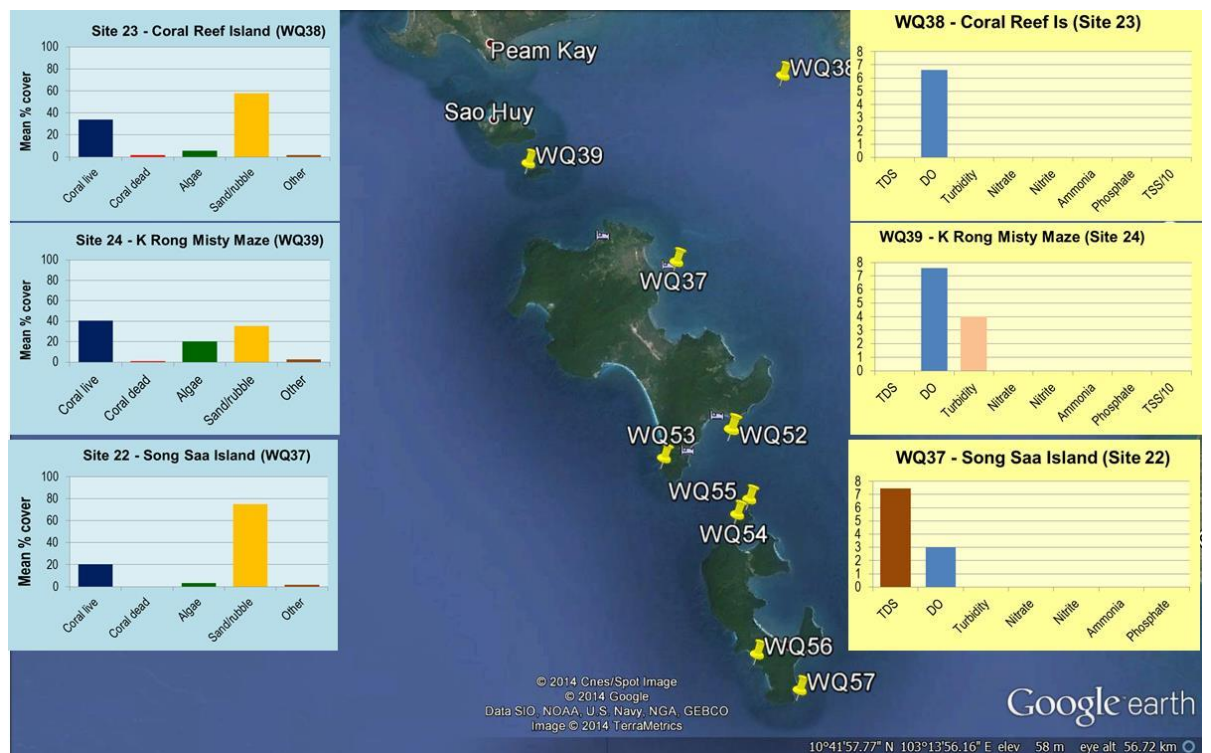 Site 23 - Coral Reef Island (WQ38)
Mean % cover
100
80
60
40
20
0
Coral live
Coral dead
Algae
Sand/rubble
Other
Site 24 - K Rong Misty Maze (WQ39)
100
80
60
40
20
0
Coral live
Coral dead
Algae
Sand/rubble
Other
Site 22 - Song Saa Island (WQ37)
Mean % cover
100
80
60
40
20
0
Coral live
Coral dead
Algae
Sand/rubble
Other
Peam Kay
WQ38
Sao Huy
WQ39
WQ37
WQ53
WQ52
WQ55
WQ54
WQ56
WQ57
© 2014 Cnes/Spot Image
© 2014 Google
Data SIO, NOAA, U.S. Navy, NGA, GEBCO
Image © 2014 TerraMetrics
WQ38 - Coral Reef Is (Site 23)
8
7
6
5
4
3
2
1
0
TDS
DO
Turbidity
Nitrate
Nitrite
Ammonia
Phosphate
TSS/10
WQ39 - K Rong Misty Maze (Site 24)
8
7
6
5
4
3
2
1
0
TDS
DO
Turbidity
Nitrate
Nitrite
Ammonia
Phosphate
TSS/10
WQ37 - Song Saa Island (Site 22)
8
7
6
5
4
3
2
1
0
TDS
DO
Turbidity
Nitrate
Nitrite
Ammonia
Phosphate
Google earth
10°41'57.77" N 103°13'56.16" E elev 58 m eye alt 56.72 km